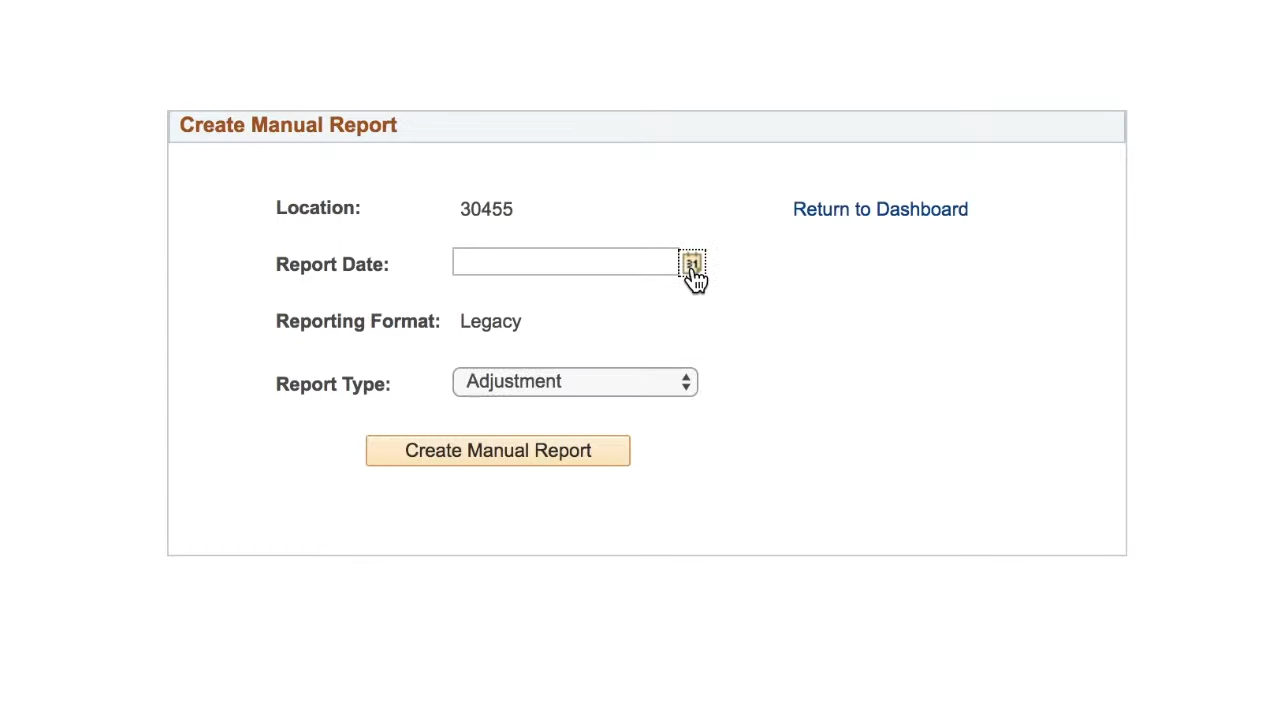 Create Manual Report
Location: 30455 Return to Dashboard
Report Date: 31
Reporting Format: Legacy
Report Type: Adjustment
Create Manual Report